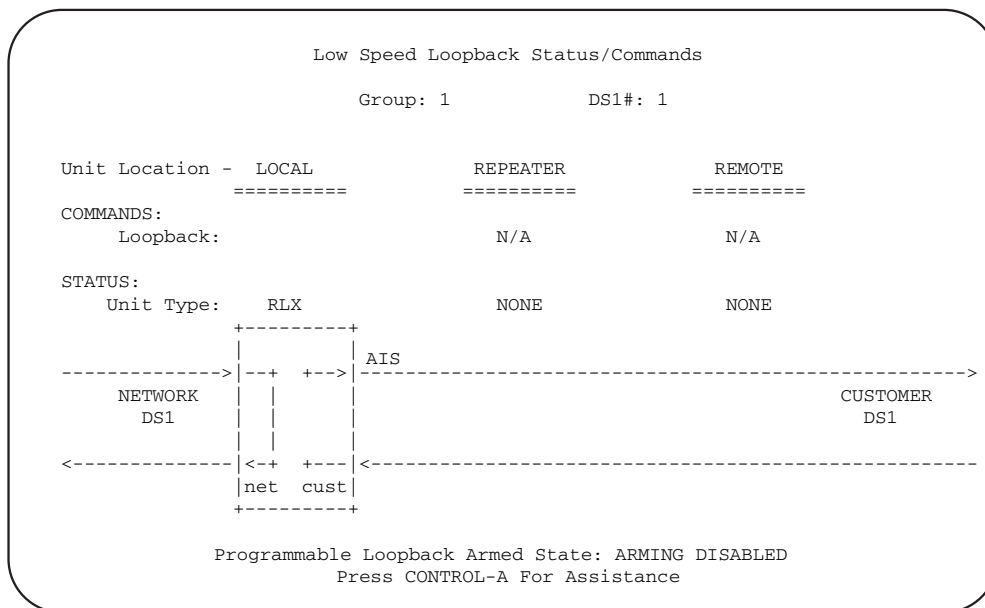 Low Speed Loopback Status/Commands
Group: 1 DS1#: 1
Unit Location - LOCAL REPEATER REMOTE
========== ========== ==========
COMMANDS:
Loopback: N/A N/A
STATUS:
Unit Type: RLX NONE NONE
+---------+
| | AIS
-------------->|--+ +-->|----------------------------------------------------->
NETWORK | | | CUSTOMER
DS1 | | | DS1
| | |
<--------------|<-+ +---|<-----------------------------------------------------
|net cust|
+---------+
Programmable Loopback Armed State: ARMING DISABLED
Press CONTROL-A For Assistance